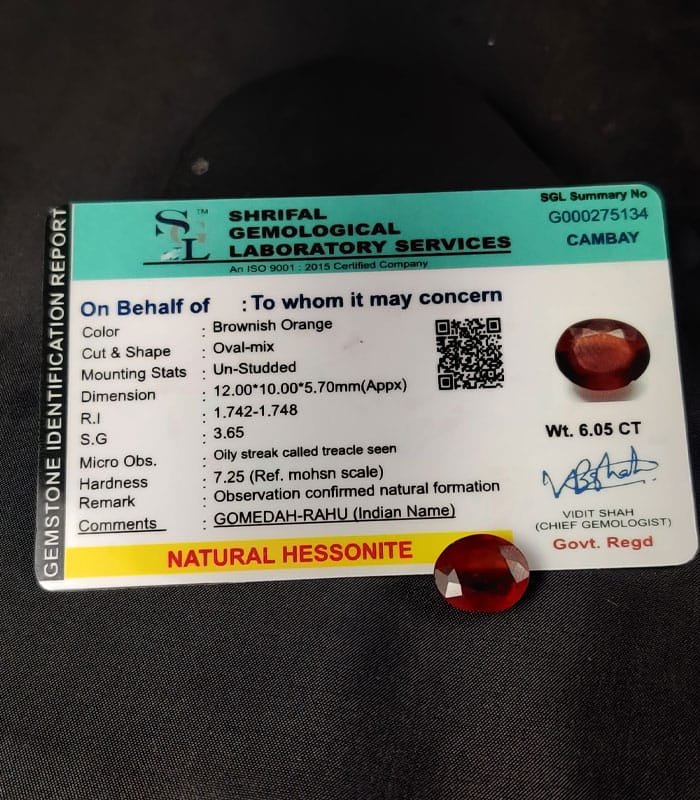 GEMSTONE IDENTIFICATION REPORT
SGL™
SHRIFAL
GEMOLOGICAL
LABORATORY SERVICES
An ISO 9001 : 2015 Certified Company
SGL Summary No
G000275134
CAMBAY
On Behalf of : To whom it may concern
Color : Brownish Orange
Cut & Shape : Oval-mix
Mounting Stats : Un-Studded
Dimension : 12.00*10.00*5.70mm(Appx)
R.I : 1.742-1.748
S.G : 3.65
Micro Obs. : Oily streak called treacle seen
Hardness : 7.25 (Ref. mohsn scale)
Remark : Observation confirmed natural formation
Comments : GOMEDAH-RAHU (Indian Name)
NATURAL HESSONITE
Wt. 6.05 CT
VIDIT SHAH
(CHIEF GEMOLOGIST)
Govt. Regd